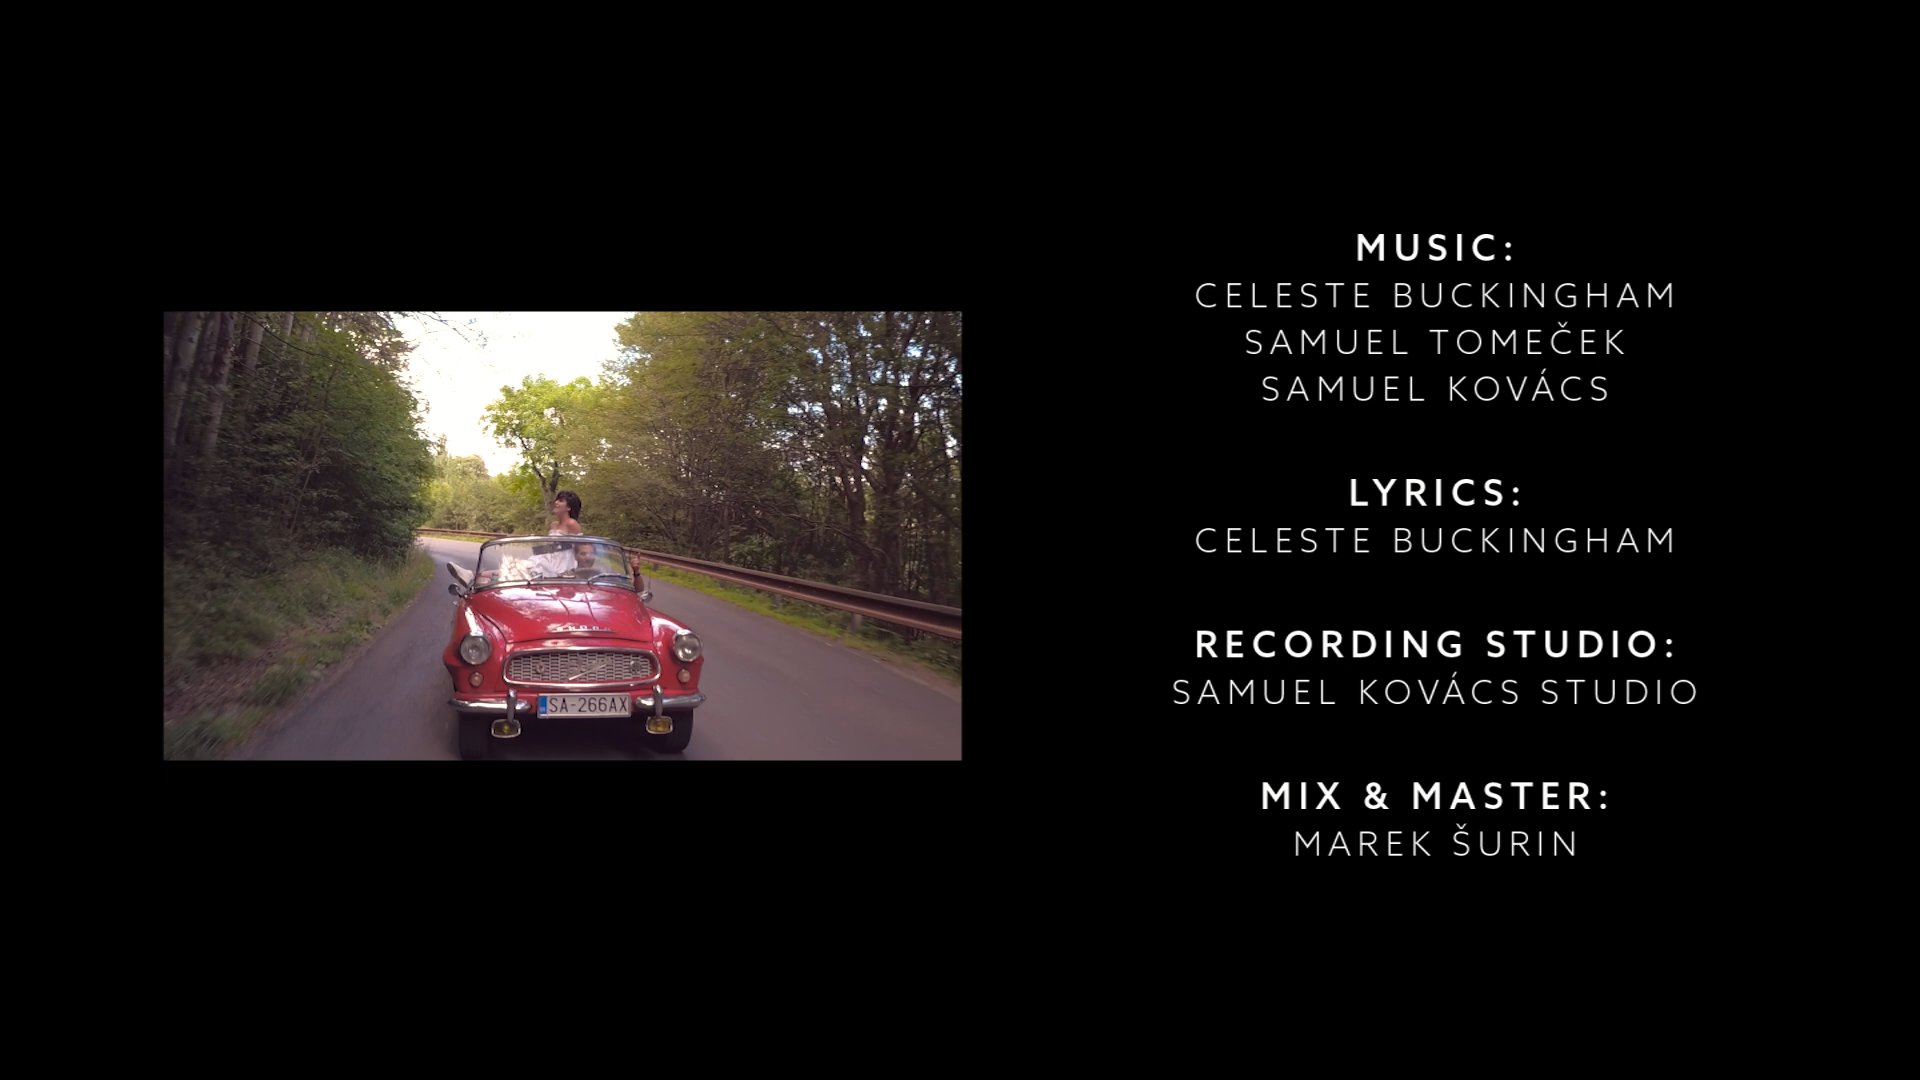 SA-266AX
MUSIC:
CELESTE BUCKINGHAM
SAMUEL TOMEČEK
SAMUEL KOVÁCS
LYRICS:
CELESTE BUCKINGHAM
RECORDING STUDIO:
SAMUEL KOVÁCS STUDIO
MIX & MASTER:
MAREK ŠURIN